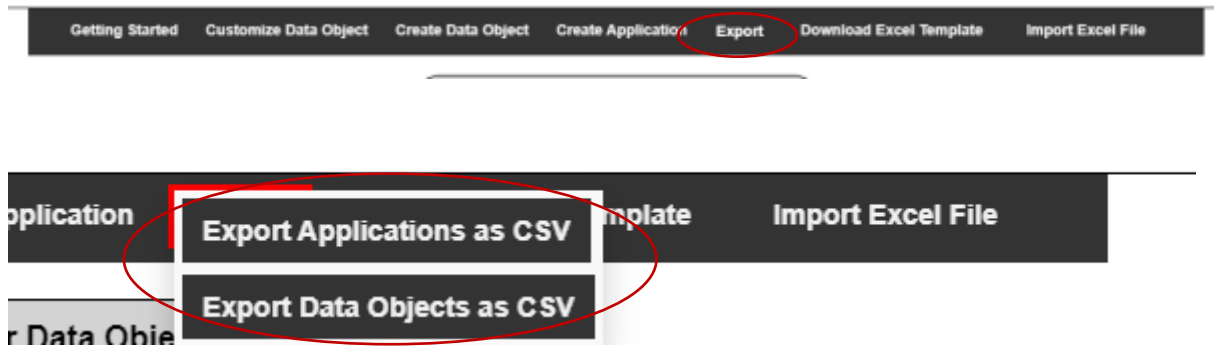 Getting Started Customize Data Object Create Data Object Create Application Export Download Excel Template Import Excel File
pplication mplate Import Excel File
Export Applications as CSV
Export Data Objects as CSV
r Data Obje